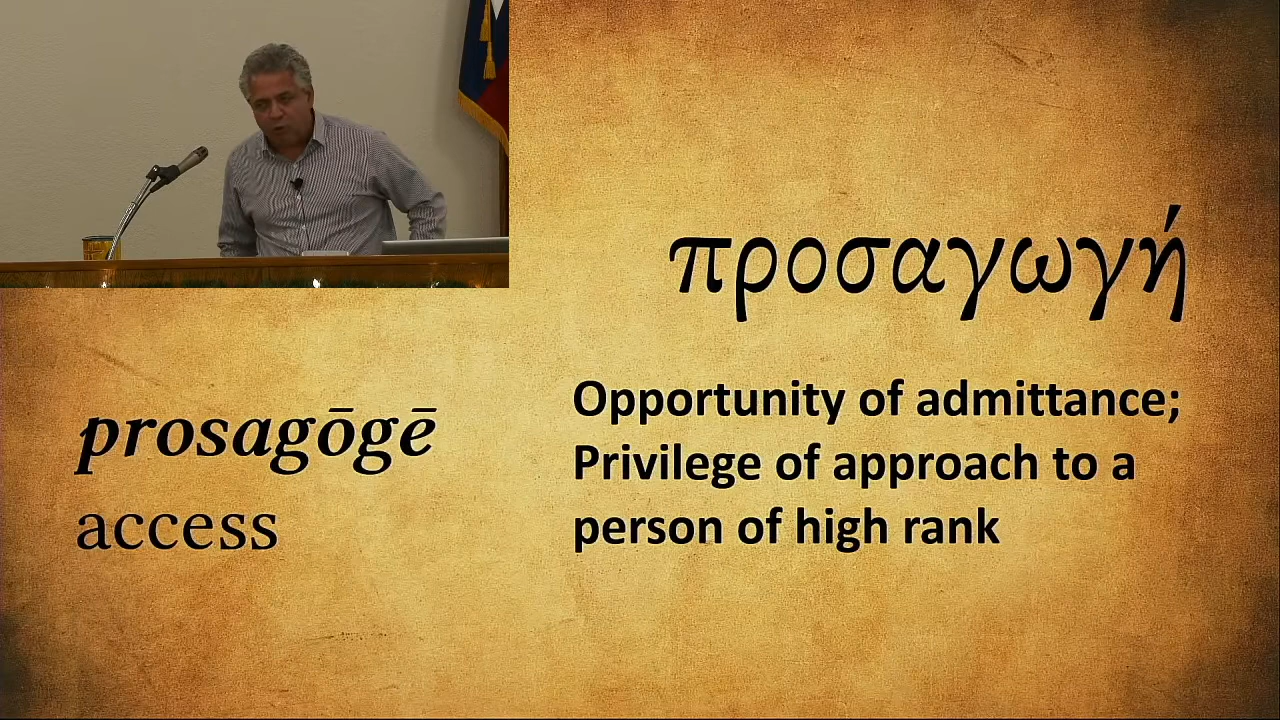 προσαγωγή
prosagōgē
access
Opportunity of admittance;
Privilege of approach to a
person of high rank